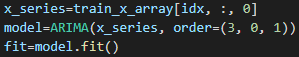 x_series=train_x_array[idx, :, 0]
model=ARIMA(x_series, order=(3, 0, 1))
fit=model.fit()